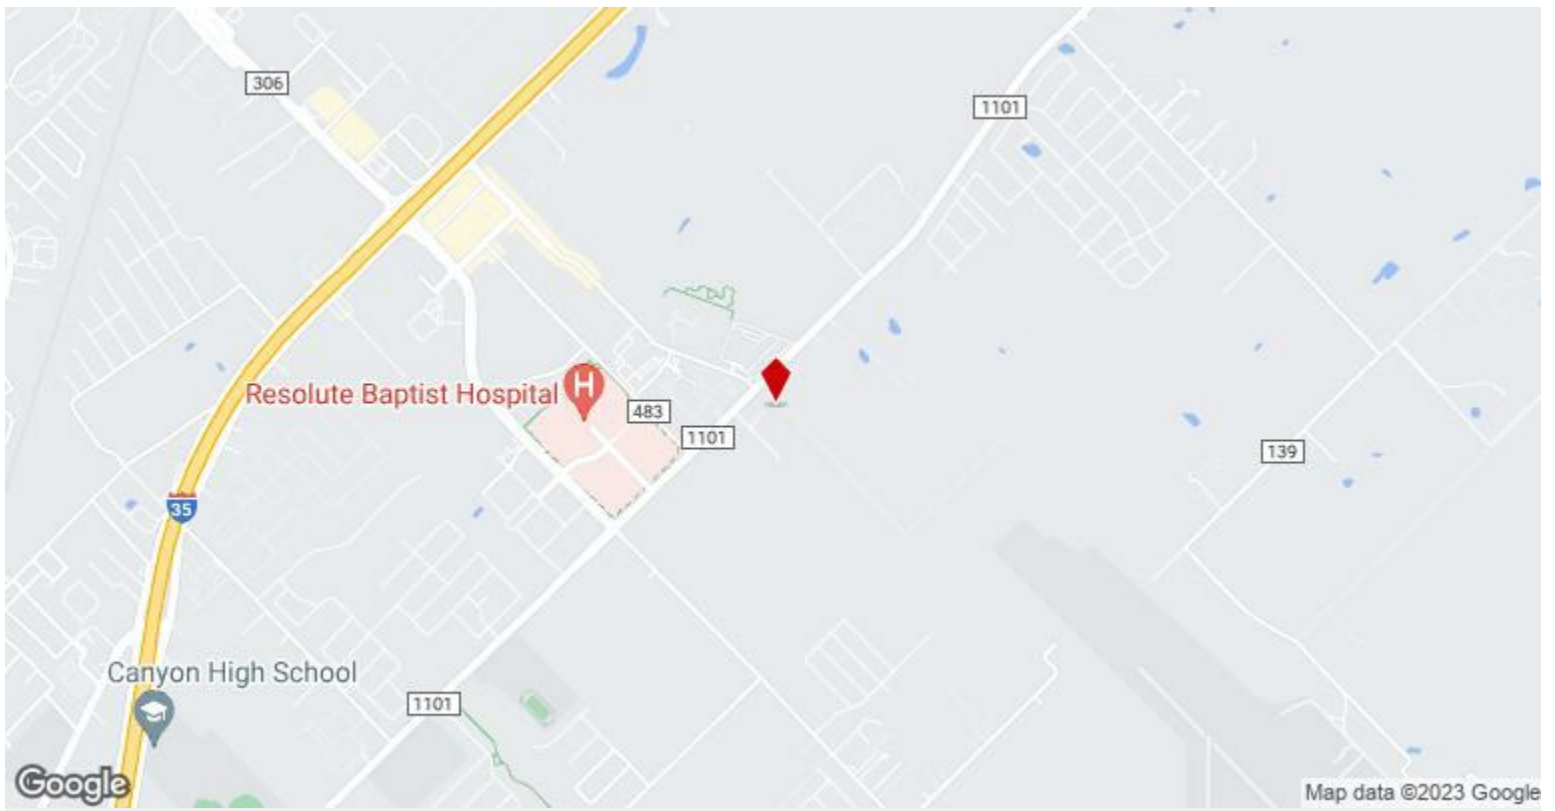 306
1101
Resolute Baptist Hospital
H
483
1101
139
35
Canyon High School
1101
Google
Map data ©2023 Google